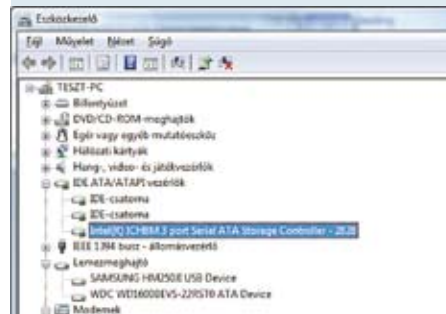 Eszközkezelő
Fájl Művelet Nézet Súgó
TESZT-PC
Billentyűzet
DVD/CD-ROM-meghajtók
Egér vagy egyéb mutatóeszköz
Hálózati kártyák
Hang-, video- és játékvezérlők
IDE ATA/ATAPI vezérlők
IDE-csatorna
IDE-csatorna
Intel(R) ICH8M 3 port Serial ATA Storage Controller - 2828
IEEE 1394 busz - állomásvezérlő
Lemezmeghajtó
SAMSUNG HM250JI USB Device
WDC WD1600BEVS-22RST0 ATA Device
Modemek